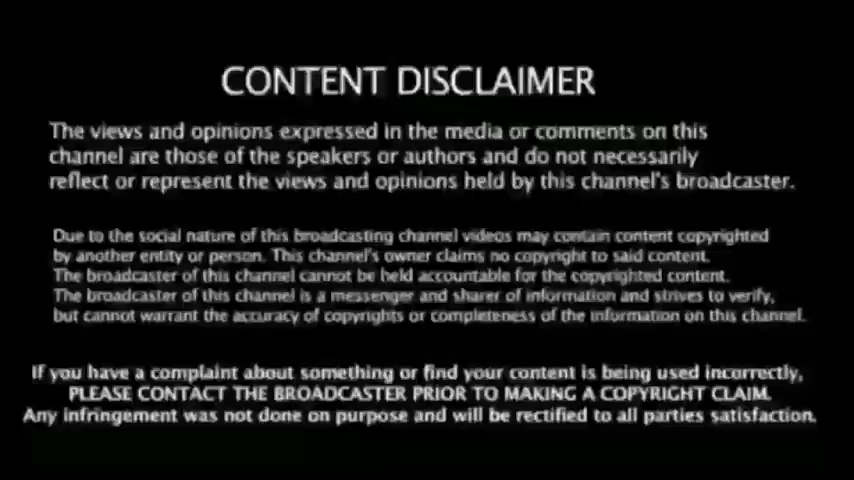 CONTENT DISCLAIMER
The views and opinions expressed in the media or comments on this
channel are those of the speakers or authors and do not necessarily
reflect or represent the views and opinions held by this channel's broadcaster.
Due to the social nature of this broadcasting channel videos may contain content copyrighted
by another entity or person. This channel's owner claims no copyright to said content.
The broadcaster of this channel cannot be held accountable for the copyrighted content.
The broadcaster of this channel is a messenger and sharer of information and strives to verify,
but cannot warrant the accuracy of copyrights or completeness of the information on this channel.
If you have a complaint about something or find your content is being used incorrectly,
PLEASE CONTACT THE BROADCASTER PRIOR TO MAKING A COPYRIGHT CLAIM.
Any infringement was not done on purpose and will be rectified to all parties satisfaction.